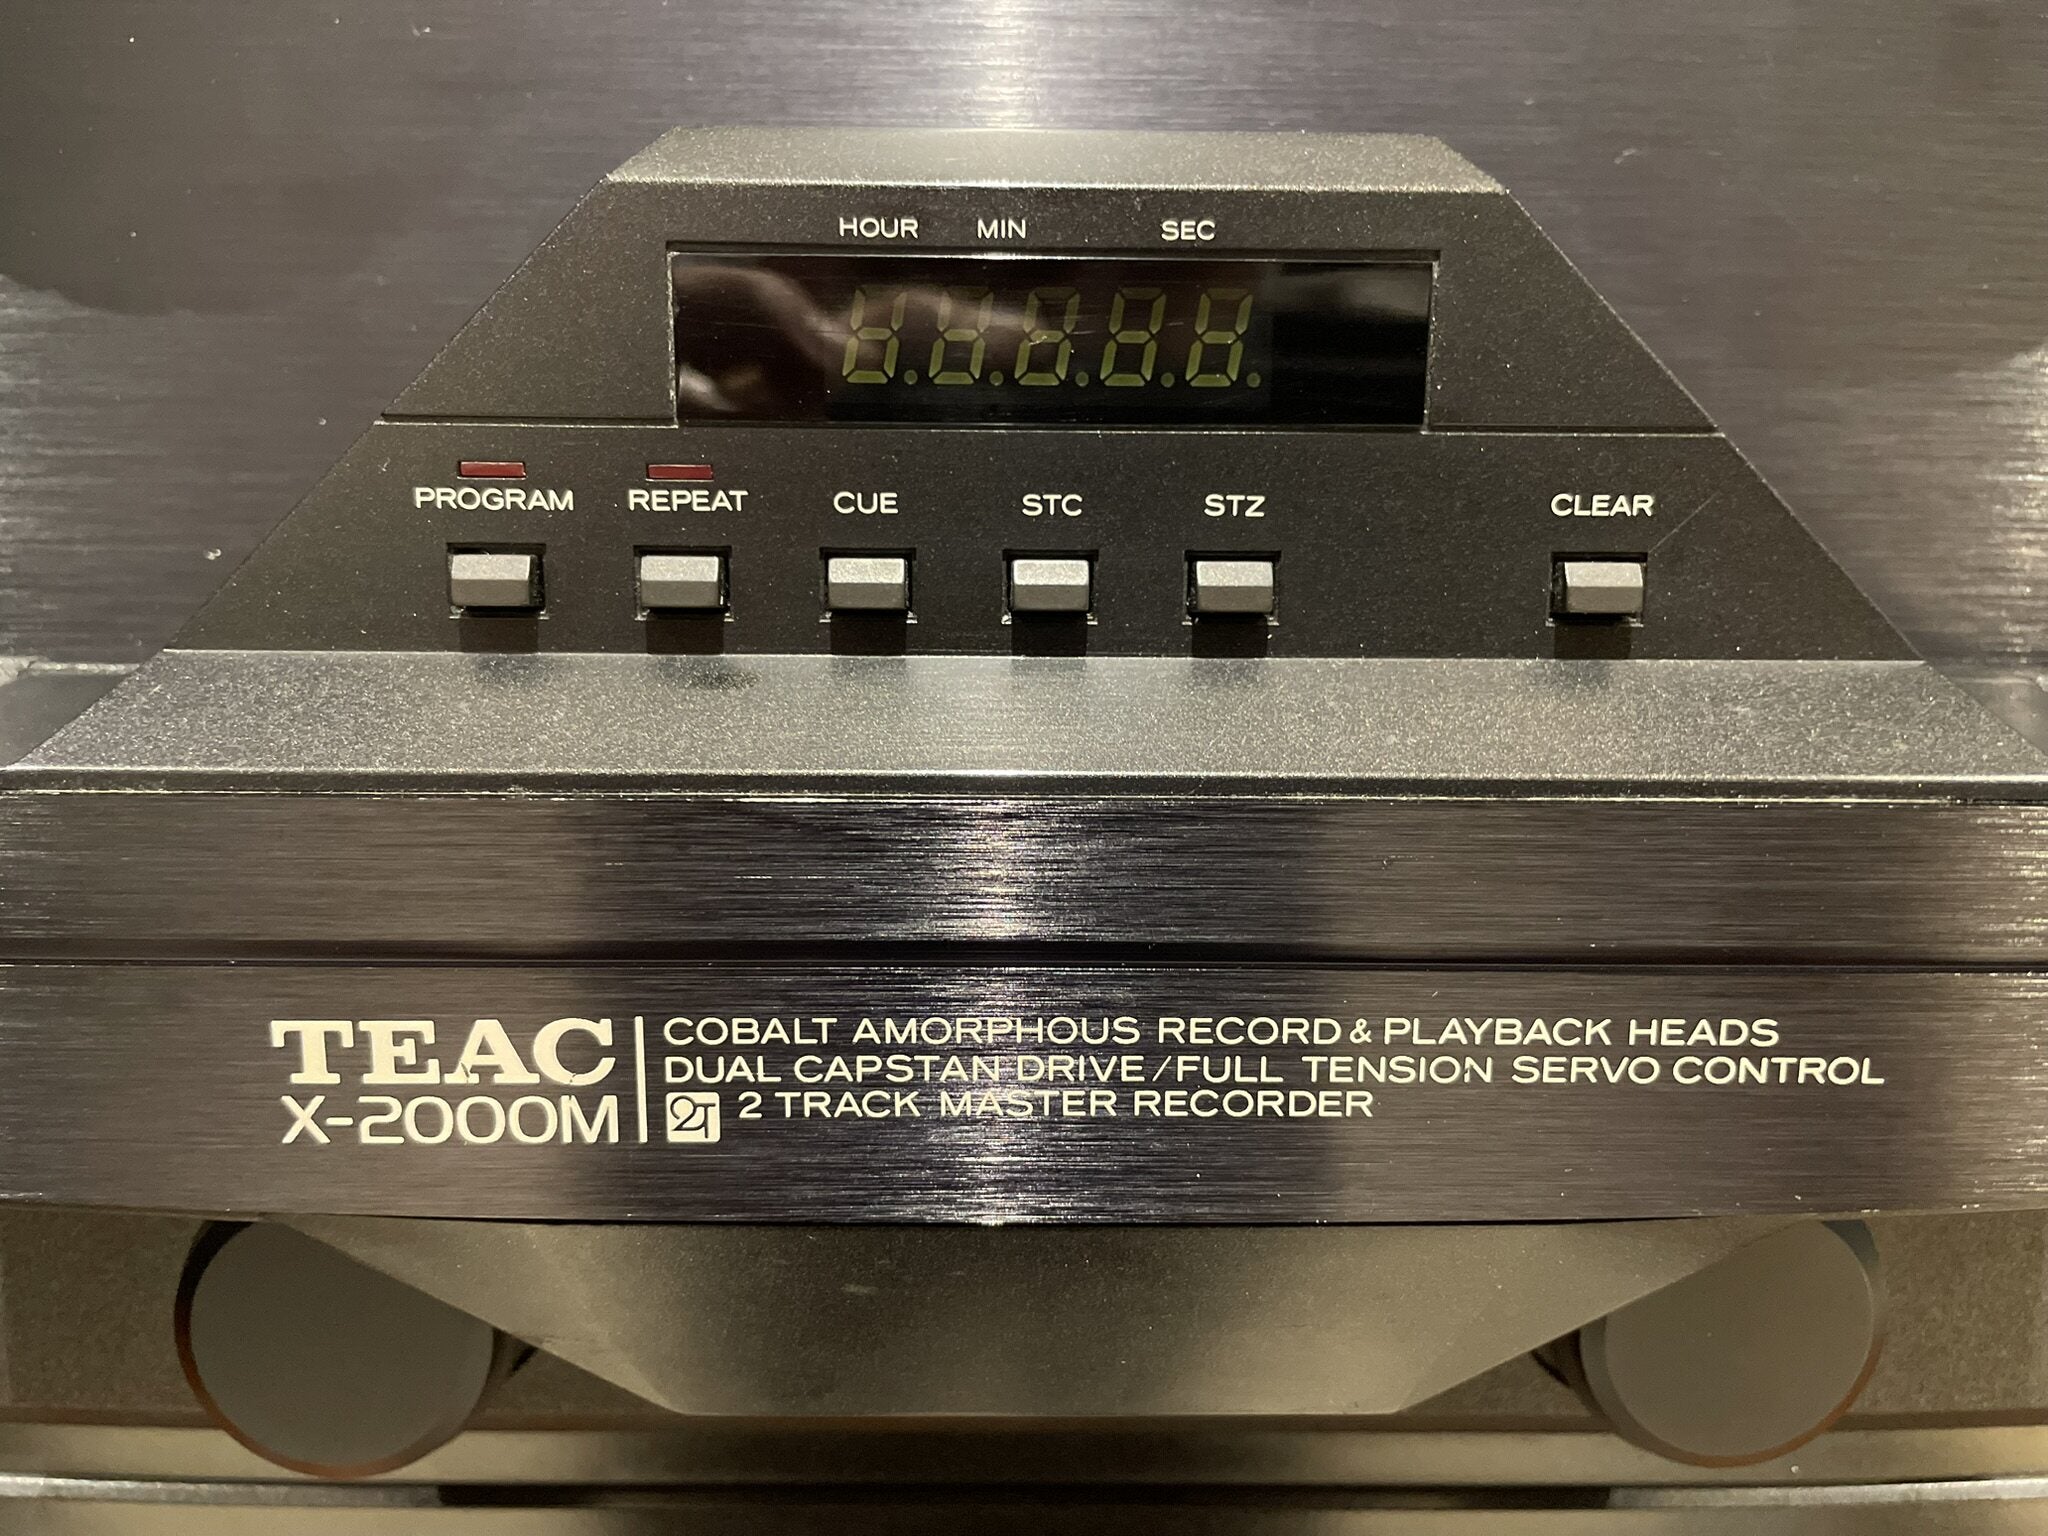 HOUR MIN SEC
PROGRAM REPEAT CUE STC STZ CLEAR
TEAC
X-2000M
COBALT AMORPHOUS RECORD & PLAYBACK HEADS
DUAL CAPSTAN DRIVE/FULL TENSION SERVO CONTROL
2T 2 TRACK MASTER RECORDER